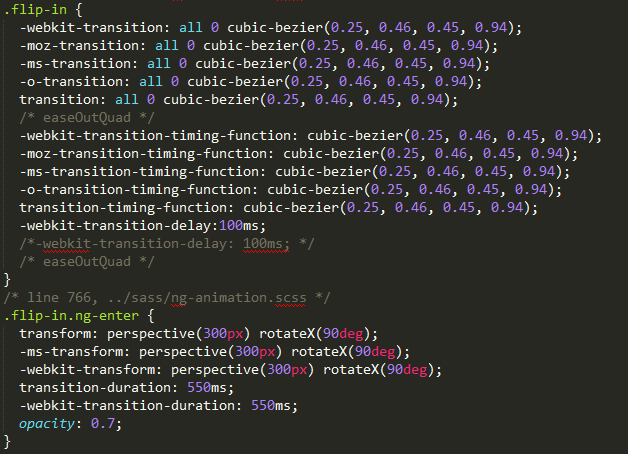 .flip-in {
-webkit-transition: all 0 cubic-bezier(0.25, 0.46, 0.45, 0.94);
-moz-transition: all 0 cubic-bezier(0.25, 0.46, 0.45, 0.94);
-ms-transition: all 0 cubic-bezier(0.25, 0.46, 0.45, 0.94);
-o-transition: all 0 cubic-bezier(0.25, 0.46, 0.45, 0.94);
transition: all 0 cubic-bezier(0.25, 0.46, 0.45, 0.94);
/* easeOutQuad */
-webkit-transition-timing-function: cubic-bezier(0.25, 0.46, 0.45, 0.94);
-moz-transition-timing-function: cubic-bezier(0.25, 0.46, 0.45, 0.94);
-ms-transition-timing-function: cubic-bezier(0.25, 0.46, 0.45, 0.94);
-o-transition-timing-function: cubic-bezier(0.25, 0.46, 0.45, 0.94);
transition-timing-function: cubic-bezier(0.25, 0.46, 0.45, 0.94);
-webkit-transition-delay:100ms;
/*-webkit-transition-delay: 100ms; */
/* easeOutQuad */
}
/* line 766, ../sass/ng-animation.scss */
.flip-in.ng-enter {
transform: perspective(300px) rotateX(90deg);
-ms-transform: perspective(300px) rotateX(90deg);
-webkit-transform: perspective(300px) rotateX(90deg);
transition-duration: 550ms;
-webkit-transition-duration: 550ms;
opacity: 0.7;
}